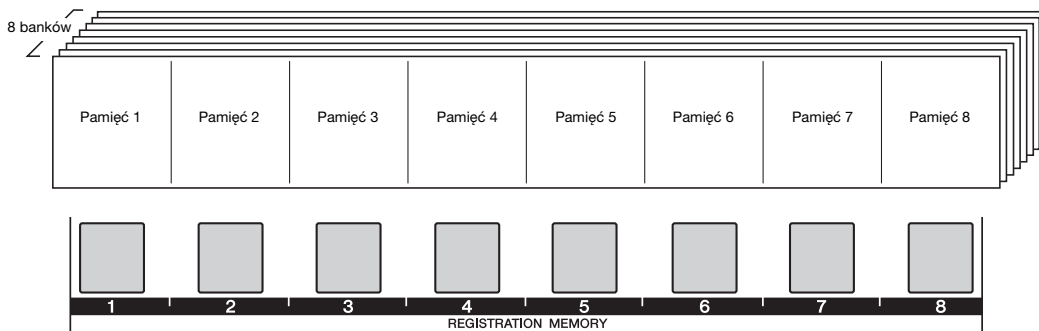 8 banków
Pamięć 1 Pamięć 2 Pamięć 3 Pamięć 4 Pamięć 5 Pamięć 6 Pamięć 7 Pamięć 8
1 2 3 4 5 6 7 8
REGISTRATION MEMORY